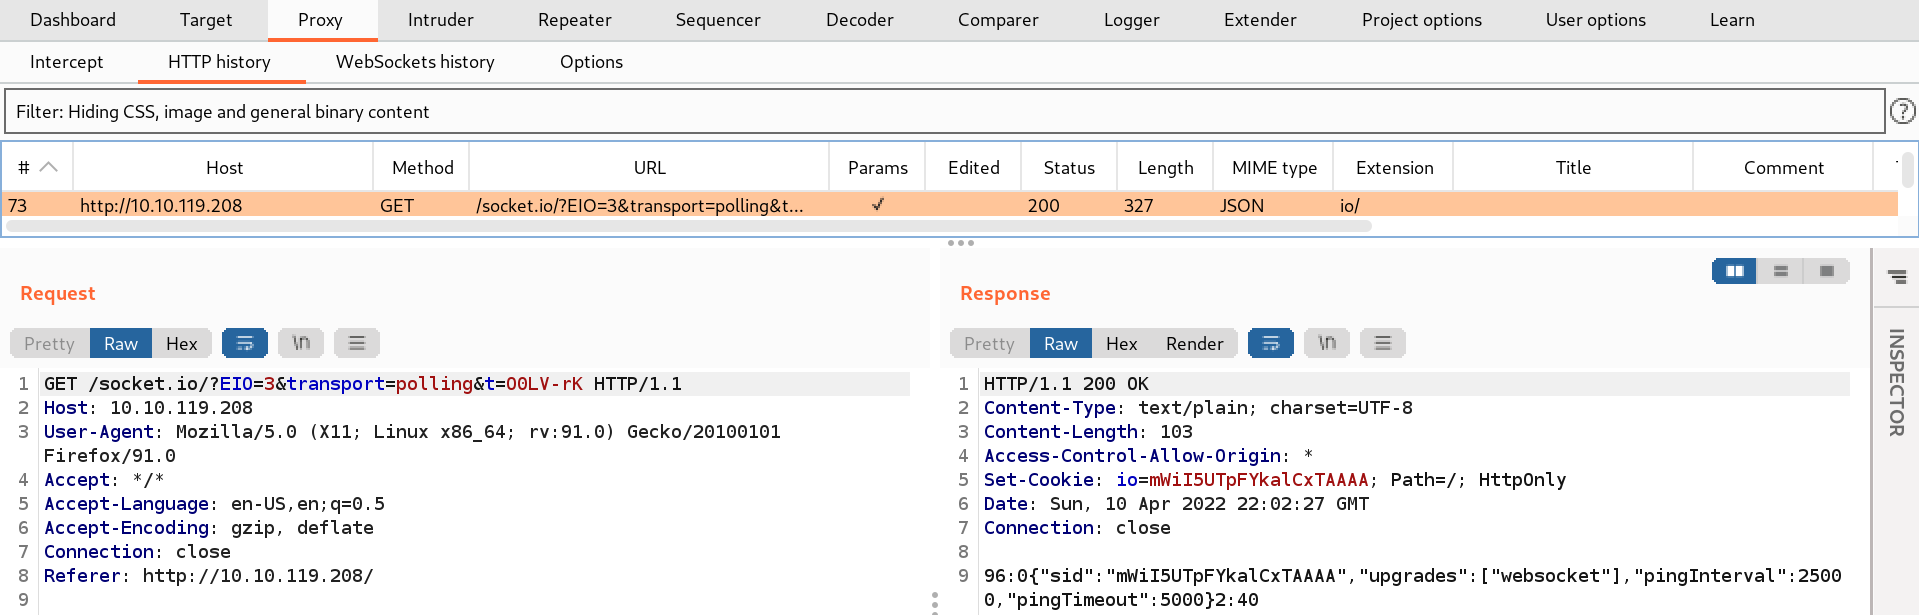 Dashboard Target Proxy Intruder Repeater Sequencer Decoder Comparer Logger Extender Project options User options Learn
Intercept HTTP history WebSockets history Options
Filter: Hiding CSS, image and general binary content ?
# Host Method URL Params Edited Status Length MIME type Extension Title Comment
73 http://10.10.119.208 GET /socket.io/?EIO=3&transport=polling&t... ✓ 200 327 JSON io/
Request
Pretty Raw Hex \n
1 GET /socket.io/?EIO=3&transport=polling&t=O0LV-rK HTTP/1.1
2 Host: 10.10.119.208
3 User-Agent: Mozilla/5.0 (X11; Linux x86_64; rv:91.0) Gecko/20100101
Firefox/91.0
4 Accept: */*
5 Accept-Language: en-US,en;q=0.5
6 Accept-Encoding: gzip, deflate
7 Connection: close
8 Referer: http://10.10.119.208/
9
Response
Pretty Raw Hex Render \n
1 HTTP/1.1 200 OK
2 Content-Type: text/plain; charset=UTF-8
3 Content-Length: 103
4 Access-Control-Allow-Origin: *
5 Set-Cookie: io=mWiI5UTpFYkalCxTAAAA; Path=/; HttpOnly
6 Date: Sun, 10 Apr 2022 22:02:27 GMT
7 Connection: close
8
9 96:0{"sid":"mWiI5UTpFYkalCxTAAAA","upgrades":["websocket"],"pingInterval":2500
0,"pingTimeout":5000}2:40
INSPECTOR